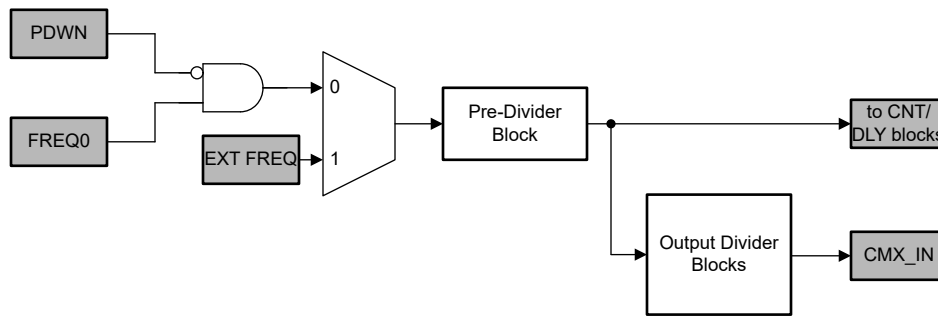 PDWN
FREQ0
EXT FREQ
0
1
Pre-Divider
Block
to CNT/
DLY blocks
Output Divider
Blocks
CMX_IN